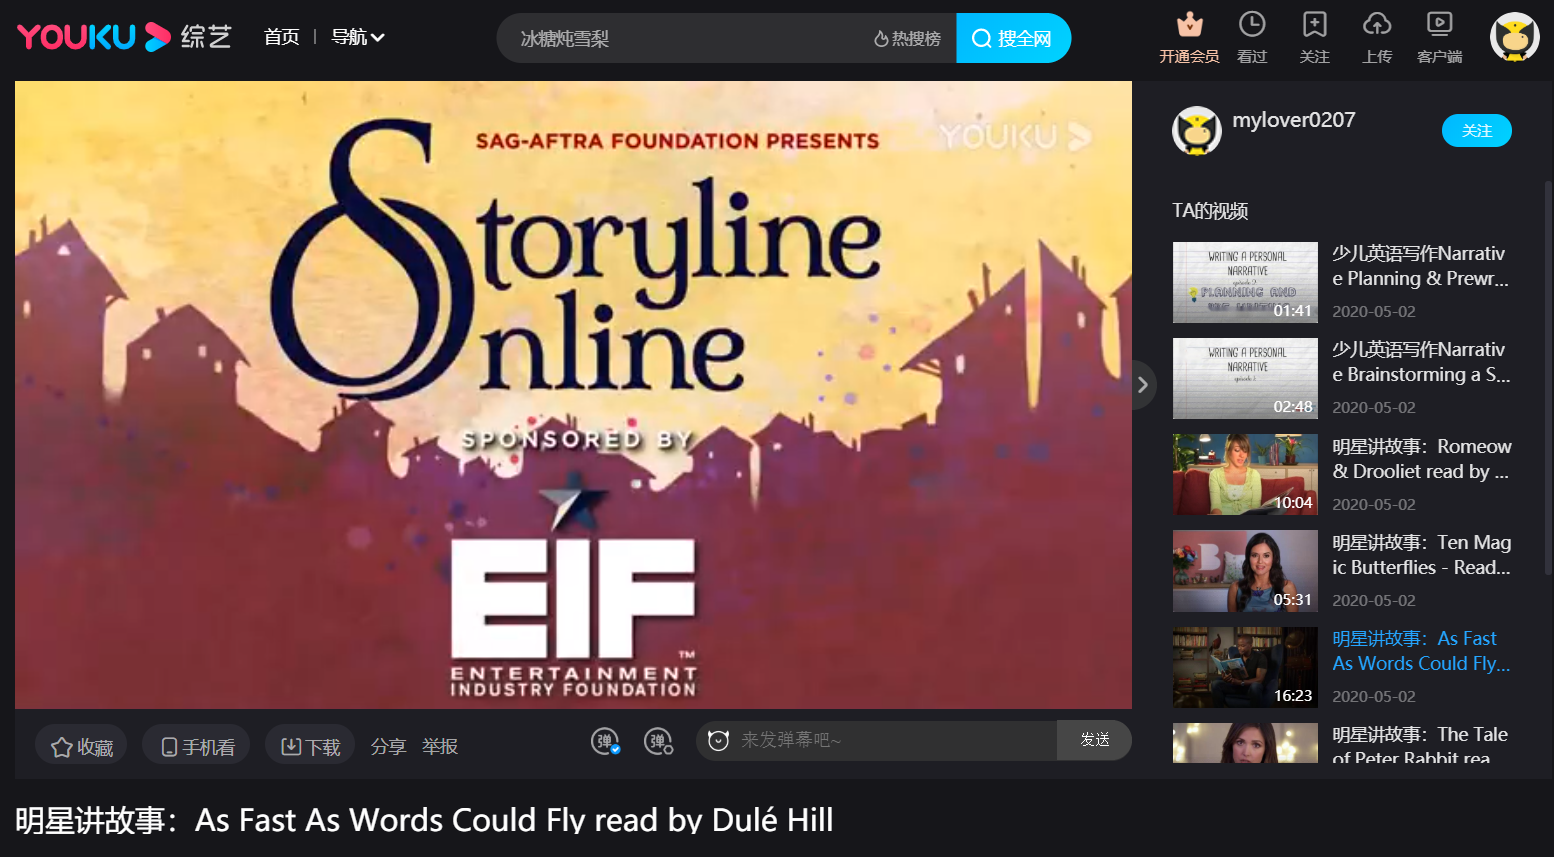 YOUKU 综艺
首页 | 导航
冰糖炖雪梨
热搜榜
搜全网
开通会员
看过
关注
上传
客户端
SAG-AFTRA FOUNDATION PRESENTS
YOUKU
Storyline
Online
SPONSORED BY
EIF™
ENTERTAINMENT
INDUSTRY FOUNDATION
收藏
手机看
下载
分享
举报
弹
弹
来发弹幕吧~
发送
明星讲故事：As Fast As Words Could Fly read by Dulé Hill
mylover0207
关注
TA的视频
WRITING A PERSONAL
NARRATIVE
episode 2
PLANNING AND
01:41
少儿英语写作Narrativ
e Planning & Prewr...
2020-05-02
WRITING A PERSONAL
NARRATIVE
02:48
少儿英语写作Narrativ
e Brainstorming a S...
2020-05-02
10:04
明星讲故事：Romeow
& Drooliet read by ...
2020-05-02
05:31
明星讲故事：Ten Mag
ic Butterflies - Read...
2020-05-02
16:23
明星讲故事：As Fast
As Words Could Fly...
2020-05-02
明星讲故事：The Tale
of Peter Rabbit rea